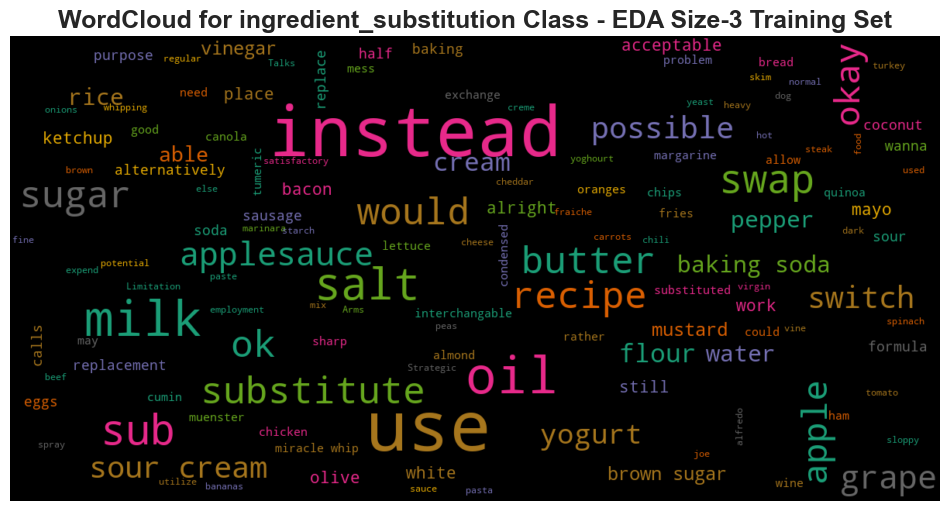 WordCloud for ingredient_substitution Class - EDA Size-3 Training Set
purpose
regular
vinegar
baking
half
mess
Talks
replace
acceptable
problem
bread
skim
normal
turkey
okay
rice
whipping
onions
need
place
exchange
creme
yeast
heavy
dog
coconut
instead
possible
hot
food
steak
wanna
used
ketchup
good
canola
able
alternatively
brown
tumeric
satisfactory
cream
yoghourt
margarine
allow
cheddar
sugar
else
bacon
oranges
chips
swap
quinoa
sausage
starch
marinara
soda
would
alright
fraiche
fries
pepper
mayo
dark
sour
fine
applesauce
lettuce
cheese
condensed
carrots
chili
butter
baking soda
expend
potential
paste
Limitation
employment
salt
recipe
substituted
virgin
work
switch
milk
mix
Arms
interchangable
peas
mustard
could
vine
spinach
calls
may
ok
sharp
almond
rather
flour
water
formula
replacement
Strategic
beef
eggs
cumin
substitute
oil
still
apple
tomato
muenster
sub
chicken
use
miracle whip
yogurt
alfredo
ham
sloppy
spray
joe
sour cream
utilize
bananas
olive
white
sauce
pasta
brown sugar
wine
grape